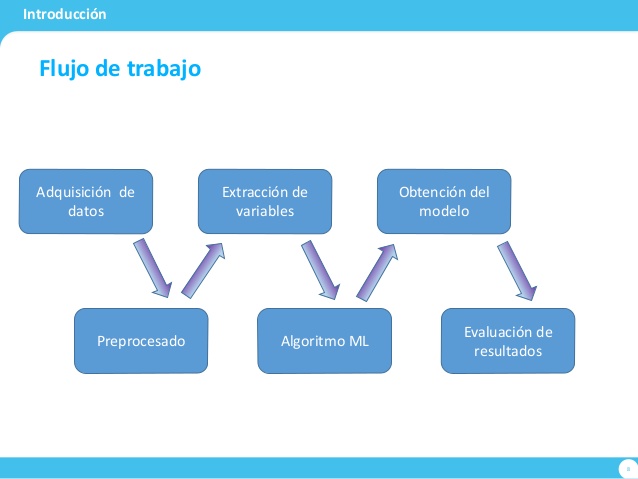 Introducción
Flujo de trabajo
Adquisición de
datos
Extracción de
variables
Obtención del
modelo
Preprocesado
Algoritmo ML
Evaluación de
resultados